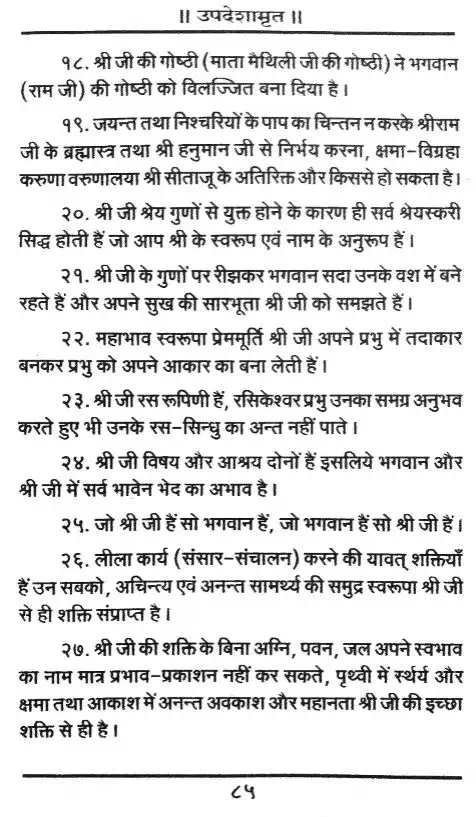 ॥ उपदेशामृत ॥
१८. श्री जी की गोष्ठी (माता मैथिली जी की गोष्ठी) ने भगवान
(राम जी) की गोष्ठी को विलज्जित बना दिया है।
१९. जयन्त तथा निश्चरियों के पाप का चिन्तन न करके श्रीराम
जी के ब्रह्मास्त्र तथा श्री हनुमान जी से निर्भय करना, क्षमा-विग्रहा
करुणा वरुणालया श्री सीताजू के अतिरिक्त और किससे हो सकता है।
२०. श्री जी श्रेय गुणों से युक्त होने के कारण ही सर्व श्रेयस्करी
सिद्ध होती हैं जो आप श्री के स्वरूप एवं नाम के अनुरूप हैं।
२१. श्री जी के गुणों पर रीझकर भगवान सदा उनके वश में बने
रहते हैं और अपने सुख की सारभूता श्री जी को समझते हैं।
२२. महाभाव स्वरूपा प्रेममूर्ति श्री जी अपने प्रभु में तदाकार
बनकर प्रभु को अपने आकार का बना लेती हैं।
२३. श्री जी रस रूपिणी हैं, रसिकेश्वर प्रभु उनका समग्र अनुभव
करते हुए भी उनके रस-सिन्धु का अन्त नहीं पाते।
२४. श्री जी विषय और आश्रय दोनों हैं इसलिये भगवान और
श्री जी में सर्व भावेन भेद का अभाव है।
२५. जो श्री जी हैं सो भगवान हैं, जो भगवान हैं सो श्री जी हैं।
२६. लीला कार्य (संसार-संचालन) करने की यावत् शक्तियाँ
हैं उन सबको, अचिन्त्य एवं अनन्त सामर्थ्य की समुद्र स्वरूपा श्री जी
से ही शक्ति संप्राप्त है।
२७. श्री जी की शक्ति के बिना अग्नि, पवन, जल अपने स्वभाव
का नाम मात्र प्रभाव-प्रकाशन नहीं कर सकते, पृथ्वी में स्थैर्य और
क्षमा तथा आकाश में अनन्त अवकाश और महानता श्री जी की इच्छा
शक्ति से ही है।
८५